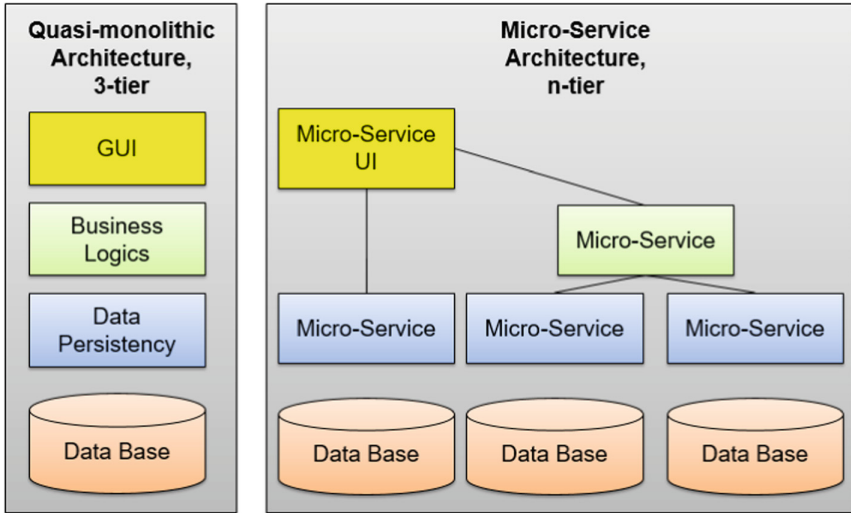 Quasi-monolithic
Architecture,
3-tier
GUI
Business
Logics
Data
Persistency
Data Base
Micro-Service
Architecture,
n-tier
Micro-Service
UI
Micro-Service
Micro-Service
Micro-Service
Micro-Service
Data Base
Data Base
Data Base